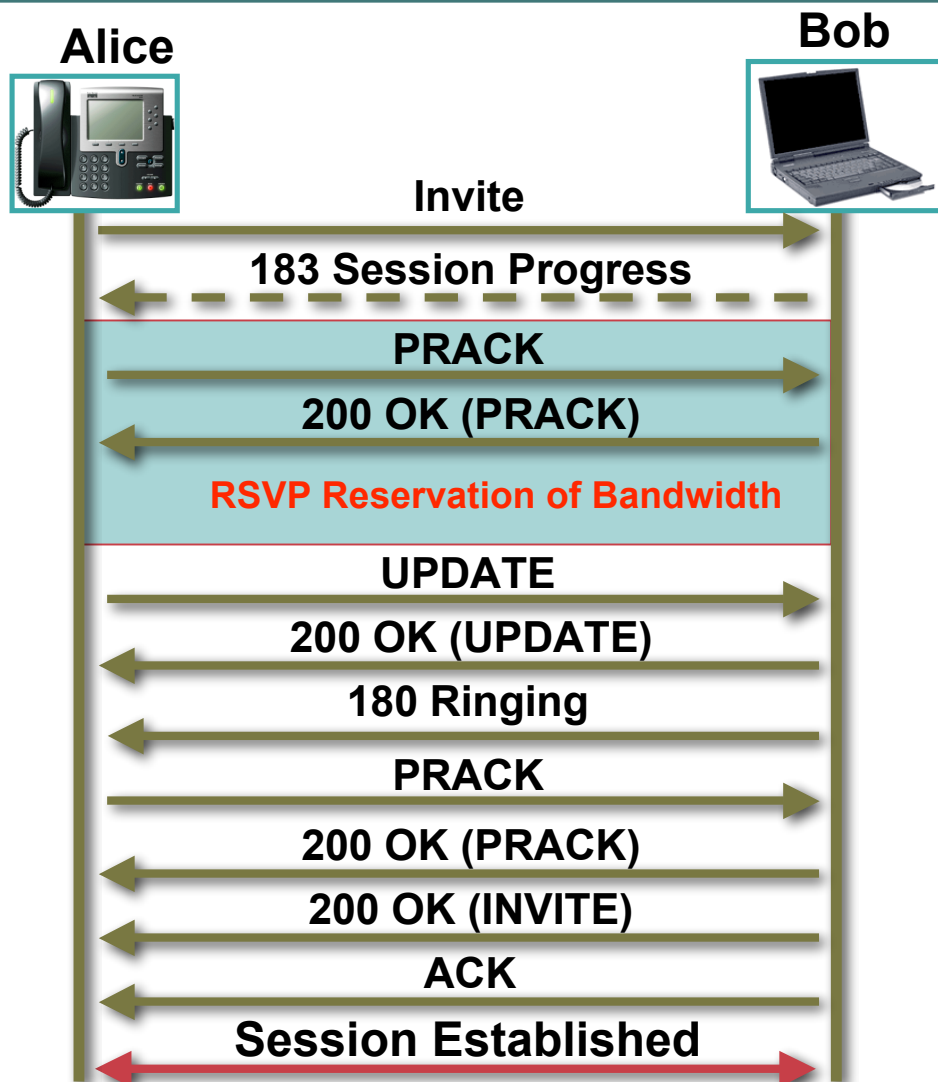 Alice
Bob
Invite
183 Session Progress
PRACK
200 OK (PRACK)
RSVP Reservation of Bandwidth
UPDATE
200 OK (UPDATE)
180 Ringing
PRACK
200 OK (PRACK)
200 OK (INVITE)
ACK
Session Established